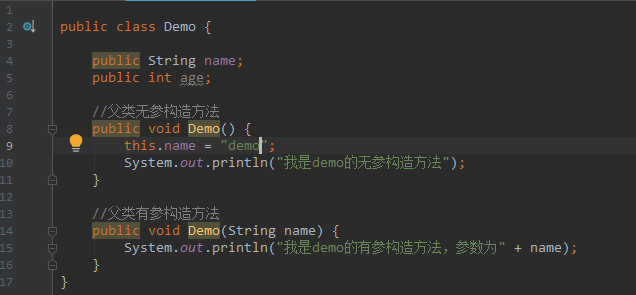 1
2 public class Demo {
3
4 public String name;
5 public int age;
6
7 //父类无参构造方法
8 public void Demo() {
9 this.name = "demo";
10 System.out.println("我是demo的无参构造方法");
11 }
12
13 //父类有参构造方法
14 public void Demo(String name) {
15 System.out.println("我是demo的有参构造方法，参数为" + name);
16 }
17 }